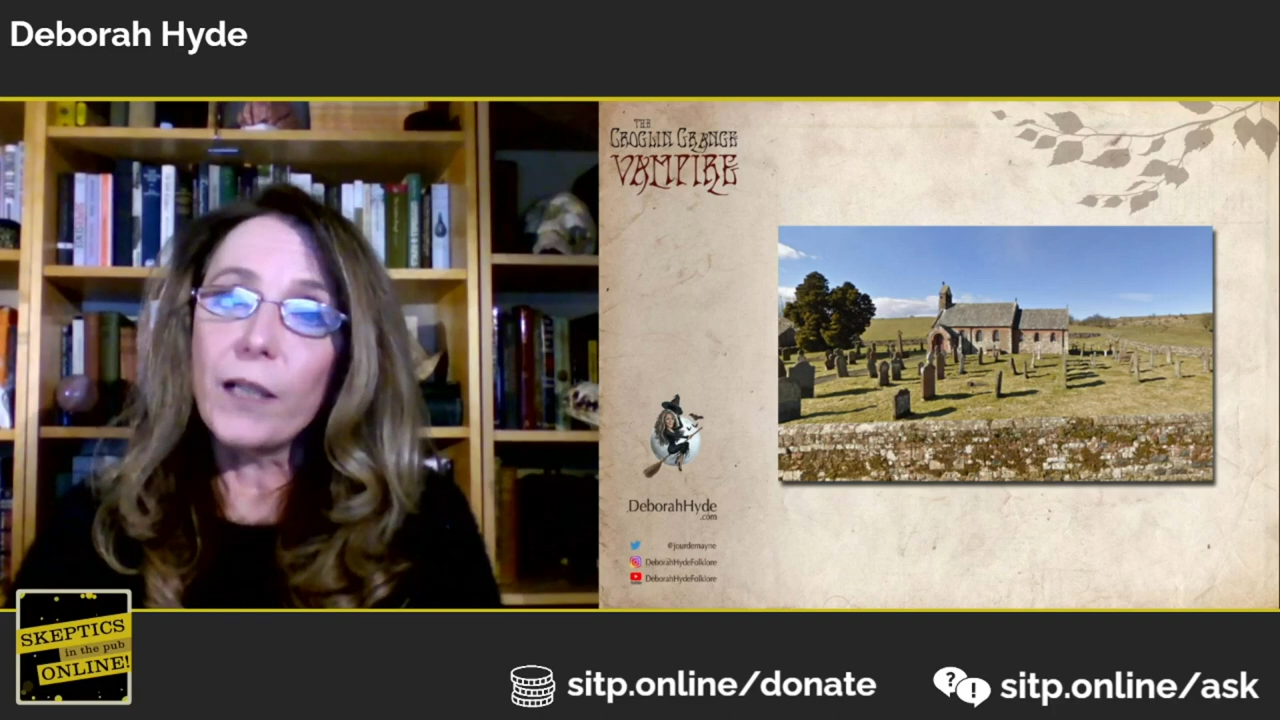 Deborah Hyde
THE
CROGLIN GRANGE
VAMPIRE
DeborahHyde
.com
@jourdemayne
DeborahHydeFolklore
DeborahHydeFolklore
SKEPTICS
in the pub
ONLINE!
sitp.online/donate
? !
sitp.online/ask